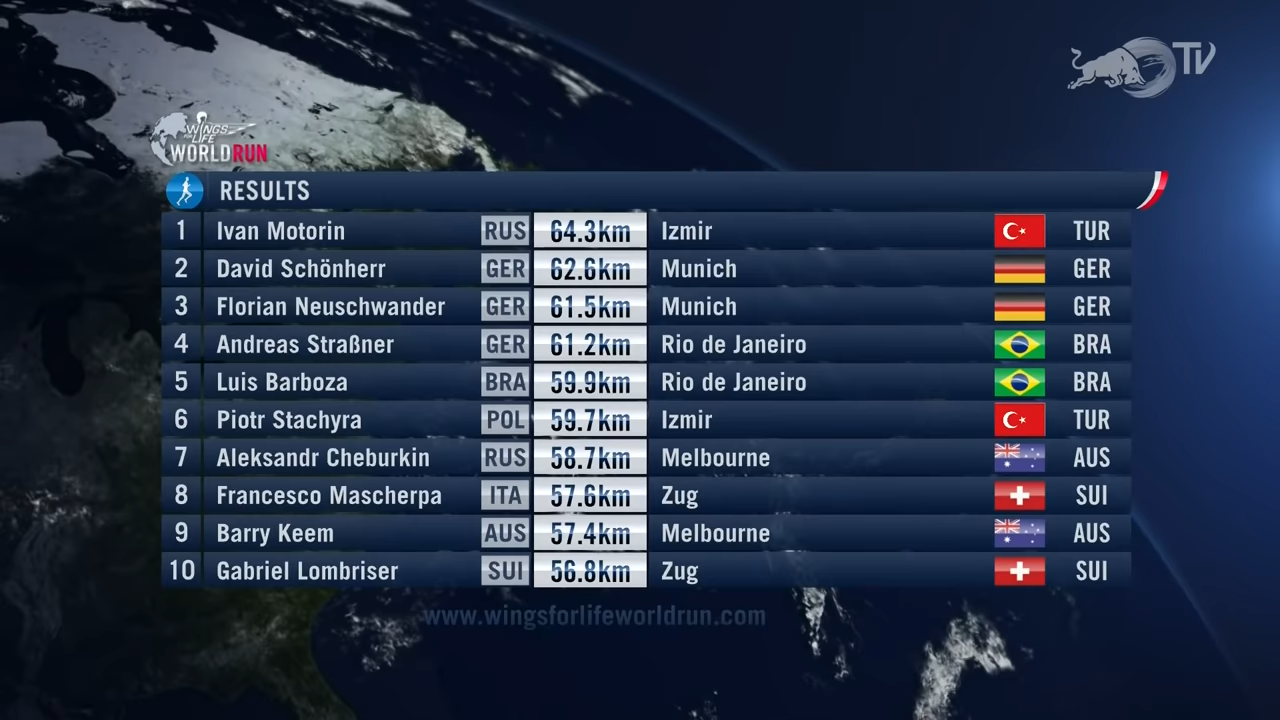 TV
WINGS
FOR LIFE
WORLD RUN
RESULTS
1 Ivan Motorin RUS 64.3km Izmir TUR
2 David Schönherr GER 62.6km Munich GER
3 Florian Neuschwander GER 61.5km Munich GER
4 Andreas Straßner GER 61.2km Rio de Janeiro BRA
5 Luis Barboza BRA 59.9km Rio de Janeiro BRA
6 Piotr Stachyra POL 59.7km Izmir TUR
7 Aleksandr Cheburkin RUS 58.7km Melbourne AUS
8 Francesco Mascherpa ITA 57.6km Zug SUI
9 Barry Keem AUS 57.4km Melbourne AUS
10 Gabriel Lombriser SUI 56.8km Zug SUI
www.wingsforlifeworldrun.com